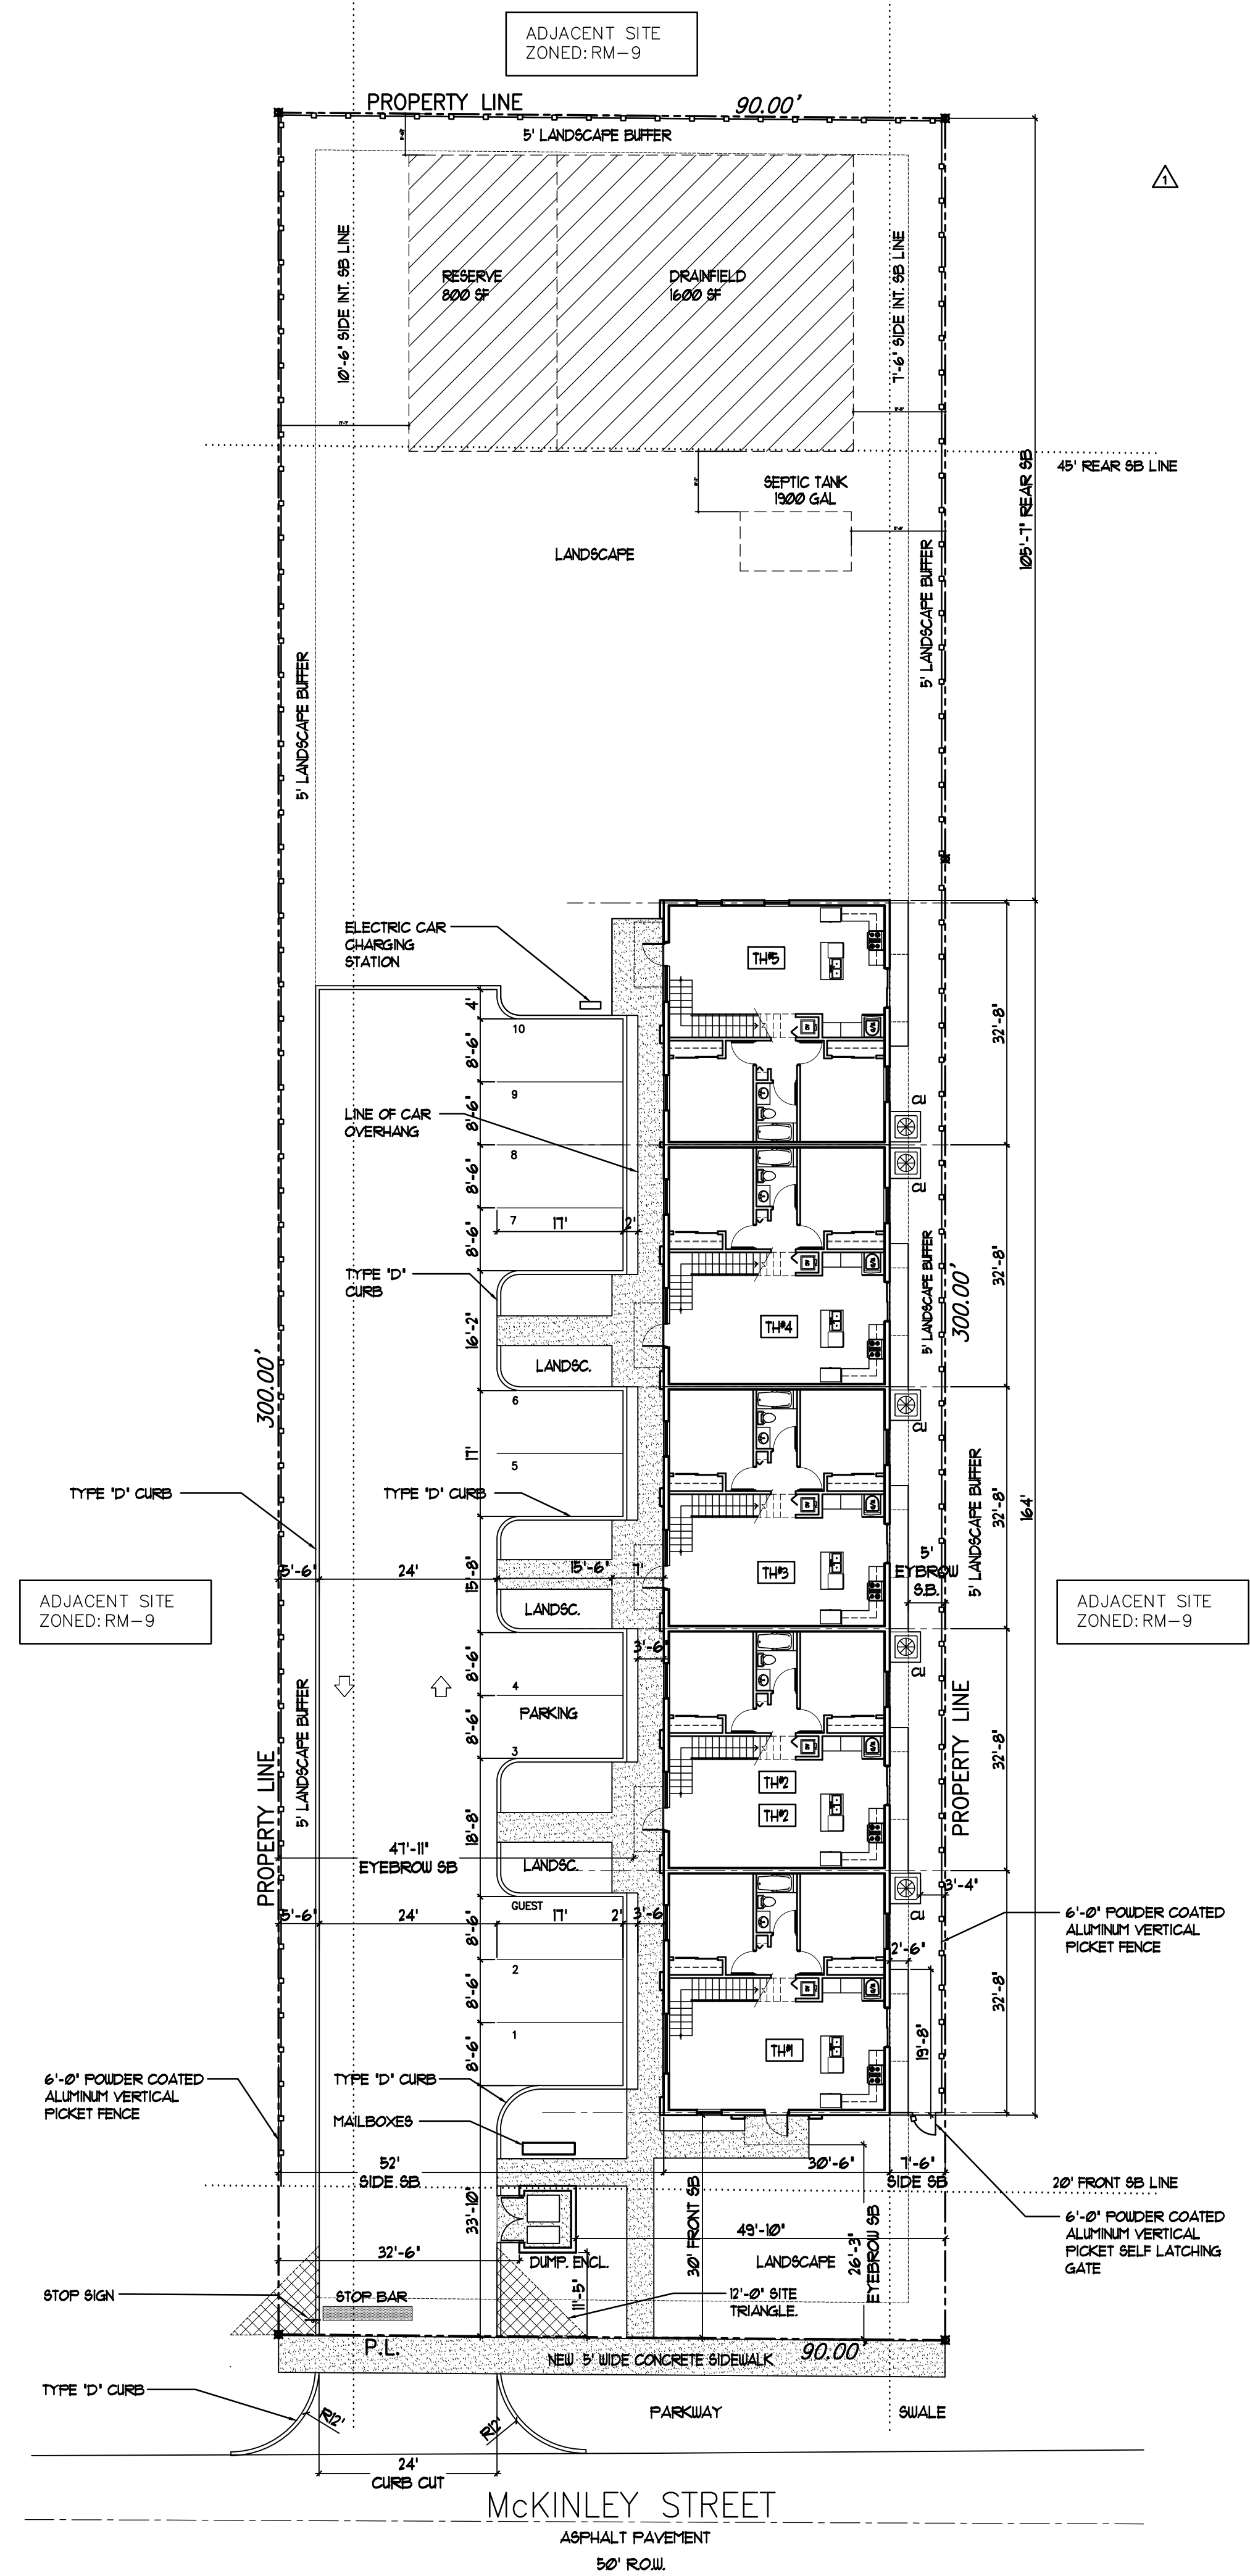 ADJACENT SITE
ZONED: RM-9
PROPERTY LINE
90.00'
5' LANDSCAPE BUFFER
1
10'-6" SIDE INT. SB LINE
RESERVE
800 SF
DRAINFIELD
1600 SF
7'-6" SIDE INT. SB LINE
45' REAR SB LINE
105'-7" REAR SB
SEPTIC TANK
1900 GAL
LANDSCAPE
5' LANDSCAPE BUFFER
5' LANDSCAPE BUFFER
ELECTRIC CAR
CHARGING
STATION
TH#5
4'
10
8'-6"
9
8'-6"
32'-8"
LINE OF CAR
OVERHANG
CU
8
8'-6"
CU
7
17'
2'
8'-6"
TYPE "D"
CURB
16'-2"
TH#4
5' LANDSCAPE BUFFER
300.00'
32'-8"
LANDSC.
300.00'
6
17'
5
CU
TYPE "D" CURB
TYPE "D" CURB
5' LANDSCAPE BUFFER
32'-8"
164'
5'-6"
24'
15'-8"
15'-6"
7'
TH#3
5'
EYBROW
S.B.
ADJACENT SITE
ZONED: RM-9
LANDSC.
ADJACENT SITE
ZONED: RM-9
3'-6"
8'-6"
4
PARKING
8'-6"
3
CU
5' LANDSCAPE BUFFER
PROPERTY LINE
PROPERTY LINE
32'-8"
TH#2
TH#2
18'-8"
47'-11"
EYEBROW SB
LANDSC.
3'-4"
GUEST
5'-6"
24'
17'
2'
3'-6"
8'-6"
CU
6'-0" POWDER COATED
ALUMINUM VERTICAL
PICKET FENCE
2'-6"
2
8'-6"
32'-8"
1
8'-6"
TH#1
19'-8"
6'-0" POWDER COATED
ALUMINUM VERTICAL
PICKET FENCE
TYPE "D" CURB
MAILBOXES
52'
SIDE SB
30'-6"
7'-6"
SIDE SB
20' FRONT SB LINE
33'-10"
30' FRONT SB
49'-10"
6'-0" POWDER COATED
ALUMINUM VERTICAL
PICKET SELF LATCHING
GATE
32'-6"
DUMP. ENCL.
LANDSCAPE
26'-3"
EYEBROW SB
STOP SIGN
STOP BAR
11'-5"
12'-0" SITE
TRIANGLE.
P.L.
NEW 5' WIDE CONCRETE SIDEWALK
90.00
TYPE "D" CURB
R12'
R12'
PARKWAY
SWALE
24'
CURB CUT
McKINLEY STREET
ASPHALT PAVEMENT
50' R.O.W.